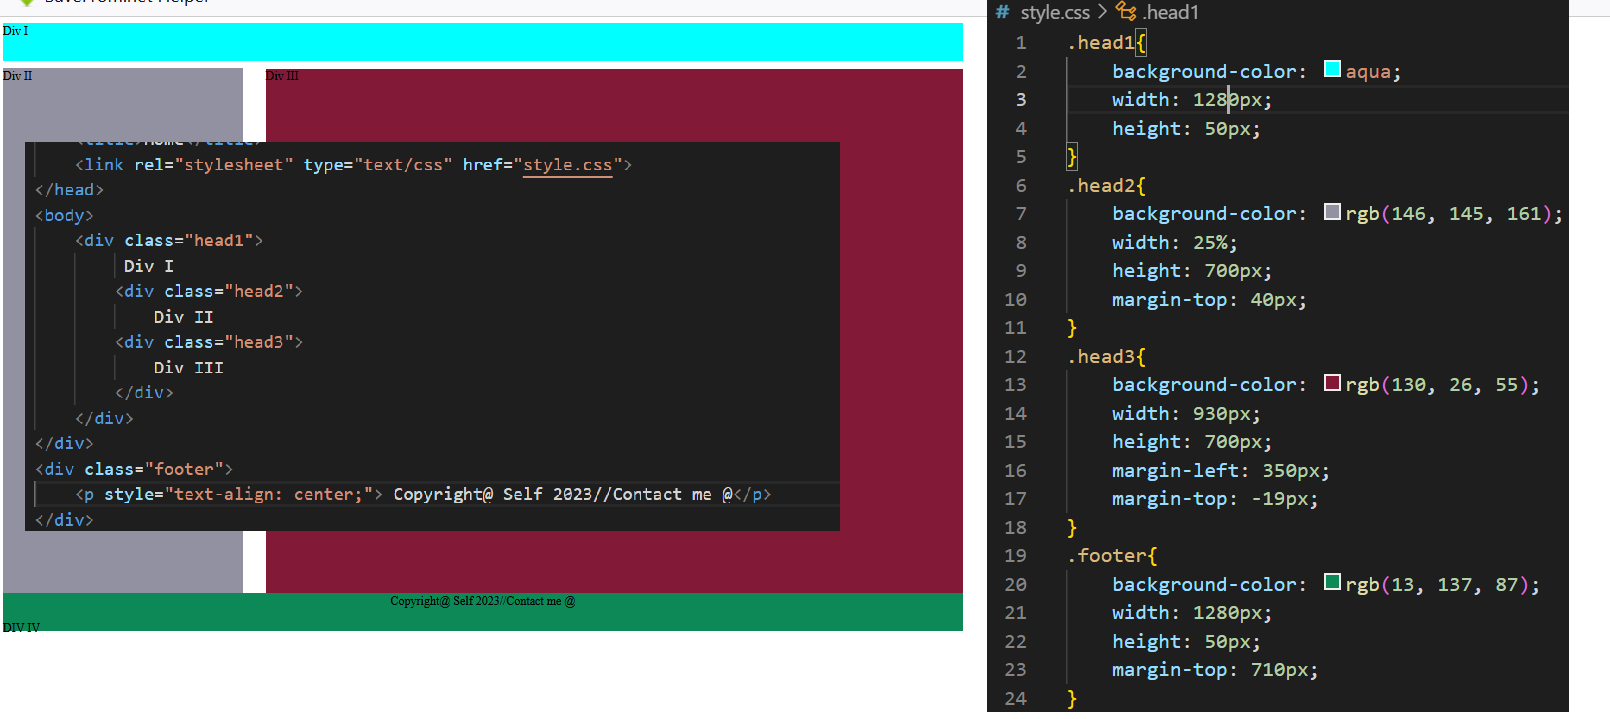 SaveFromInet Helper
Div I
Div II
Div III
<title>Home</title>
<link rel="stylesheet" type="text/css" href="style.css">
</head>
<body>
<div class="head1">
Div I
<div class="head2">
Div II
<div class="head3">
Div III
</div>
</div>
</div>
<div class="footer">
<p style="text-align: center;"> Copyright@ Self 2023//Contact me @</p>
</div>
Copyright@ Self 2023//Contact me @
DIV IV
# style.css > .head1
1 .head1{
2 background-color: aqua;
3 width: 1280px;
4 height: 50px;
5 }
6 .head2{
7 background-color: rgb(146, 145, 161);
8 width: 25%;
9 height: 700px;
10 margin-top: 40px;
11 }
12 .head3{
13 background-color: rgb(130, 26, 55);
14 width: 930px;
15 height: 700px;
16 margin-left: 350px;
17 margin-top: -19px;
18 }
19 .footer{
20 background-color: rgb(13, 137, 87);
21 width: 1280px;
22 height: 50px;
23 margin-top: 710px;
24 }